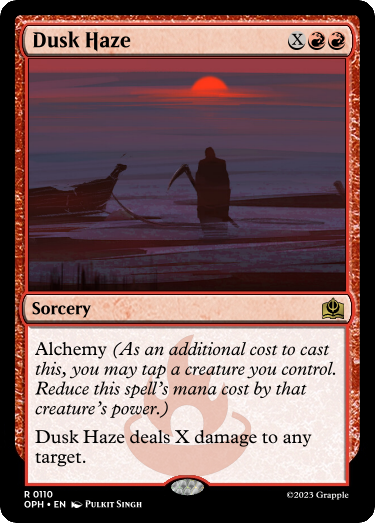 Dusk Haze X
Sorcery
Alchemy (As an additional cost to cast
this, you may tap a creature you control.
Reduce this spell's mana cost by that
creature's power.)
Dusk Haze deals X damage to any
target.
R 0110
OPH • EN Pulkit Singh
©2023 Grapple